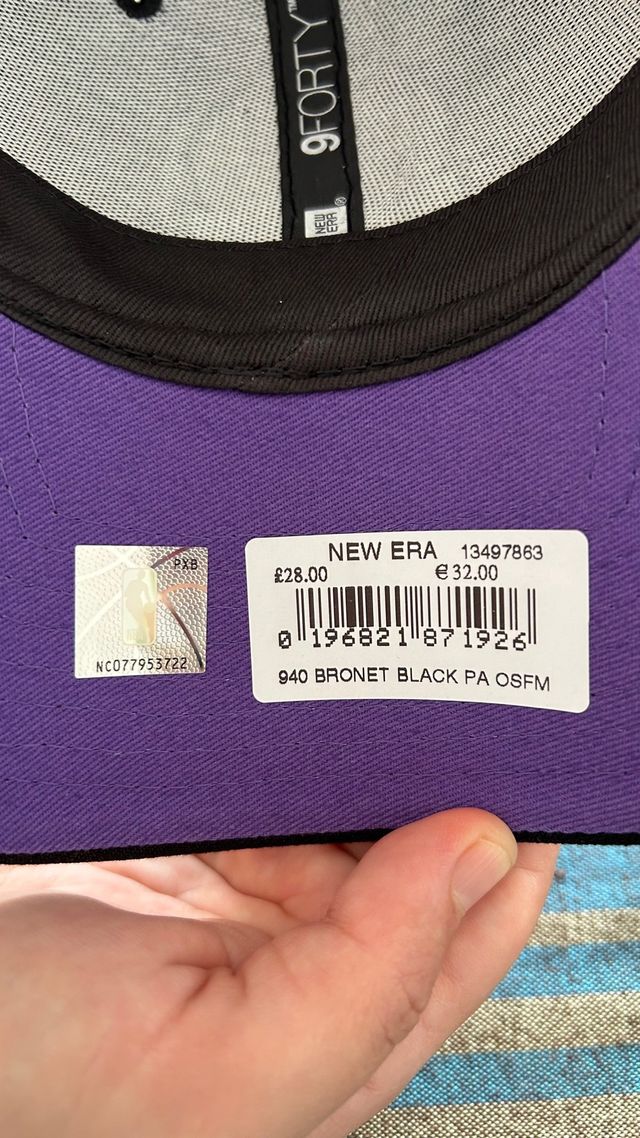 9FORTY™
NEW ERA®
PXB
NC077953722
NEW ERA 13497863
£28.00 €32.00
0 196821 871926
940 BRONET BLACK PA OSFM